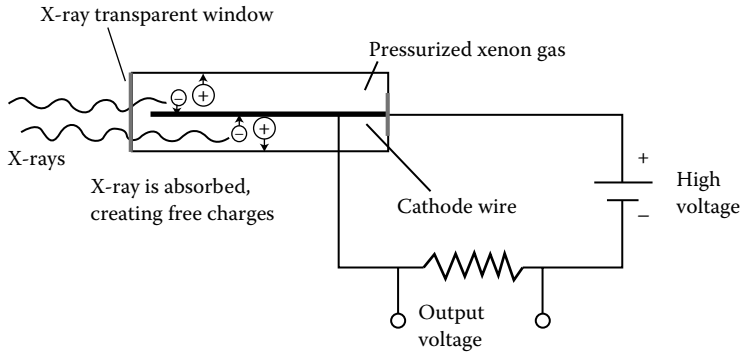 X-ray transparent window
Pressurized xenon gas
−
+
−
+
X-rays
X-ray is absorbed,
creating free charges
Cathode wire
+
High
voltage
−
Output
voltage